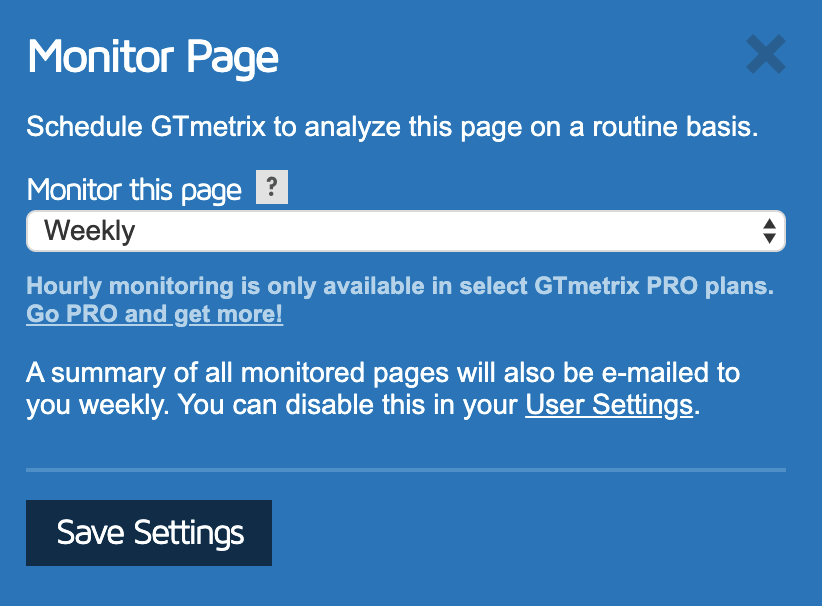 Monitor Page
Schedule GTmetrix to analyze this page on a routine basis.
Monitor this page ?
Weekly
Hourly monitoring is only available in select GTmetrix PRO plans.
Go PRO and get more!
A summary of all monitored pages will also be e-mailed to
you weekly. You can disable this in your User Settings.
Save Settings